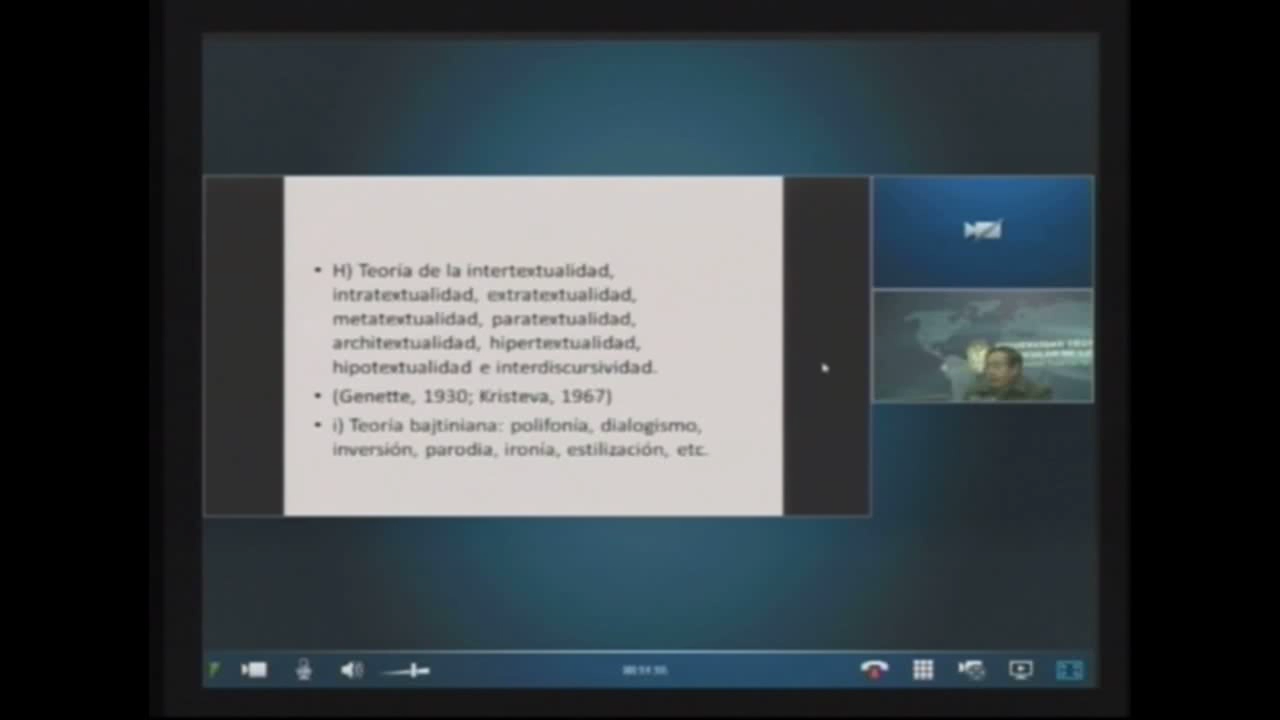 • H) Teoría de la intertextualidad,
intratextualidad, extratextualidad,
metatextualidad, paratextualidad,
architextualidad, hipertextualidad,
hipotextualidad e interdiscursividad.
• (Genette, 1930; Kristeva, 1967)
• i) Teoría bajtiniana: polifonía, dialogismo,
inversión, parodia, ironía, estilización, etc.